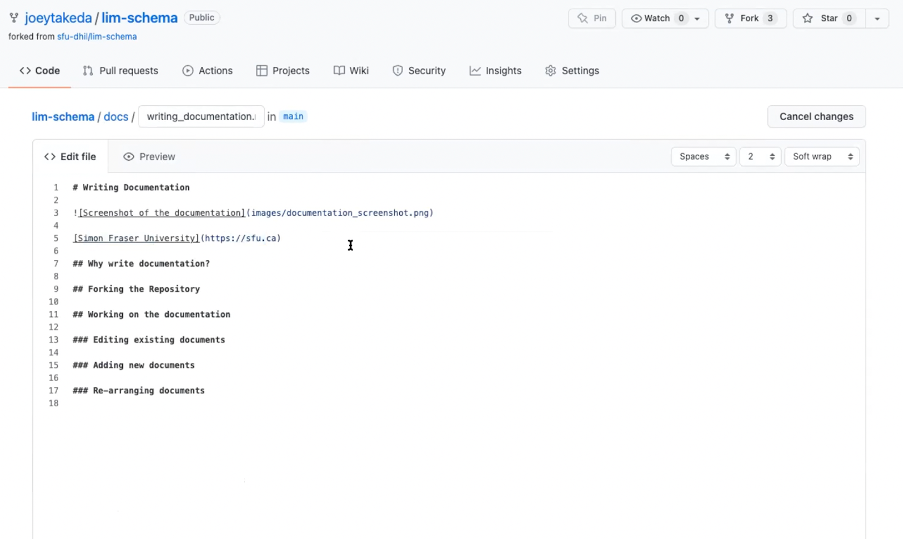 joeytakeda / lim-schema Public Pin Watch 0 Fork 3 Star 0
forked from sfu-dhil/lim-schema
<> Code Pull requests Actions Projects Wiki Security Insights Settings
lim-schema / docs / writing_documentation. in main Cancel changes
<> Edit file Preview Spaces 2 Soft wrap
1 # Writing Documentation
2
3 ![Screenshot of the documentation](images/documentation_screenshot.png)
4
5 [Simon Fraser University](https://sfu.ca)
6
7 ## Why write documentation?
8
9 ## Forking the Repository
10
11 ## Working on the documentation
12
13 ### Editing existing documents
14
15 ### Adding new documents
16
17 ### Re-arranging documents
18